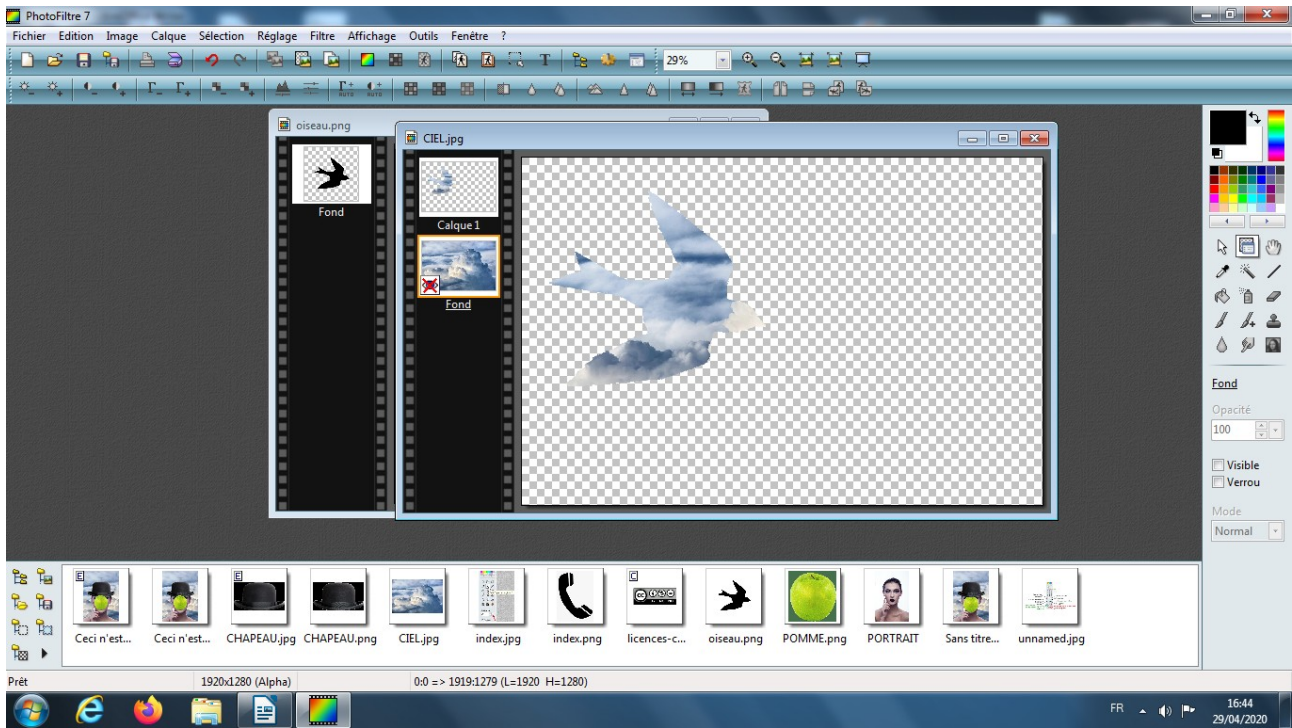 PhotoFiltre 7
Fichier Edition Image Calque Sélection Réglage Filtre Affichage Outils Fenêtre ?
29%
oiseau.png
Fond
CIEL.jpg
Calque 1
Fond
Fond
Opacité
100
Visible
Verrou
Mode
Normal
Ceci n'est... Ceci n'est... CHAPEAU.jpg CHAPEAU.png CIEL.jpg index.jpg index.png licences-c... oiseau.png POMME.png PORTRAIT Sans titre... unnamed.jpg
Prêt 1920x1280 (Alpha) 0:0 => 1919:1279 (L=1920 H=1280)
FR 16:44
29/04/2020